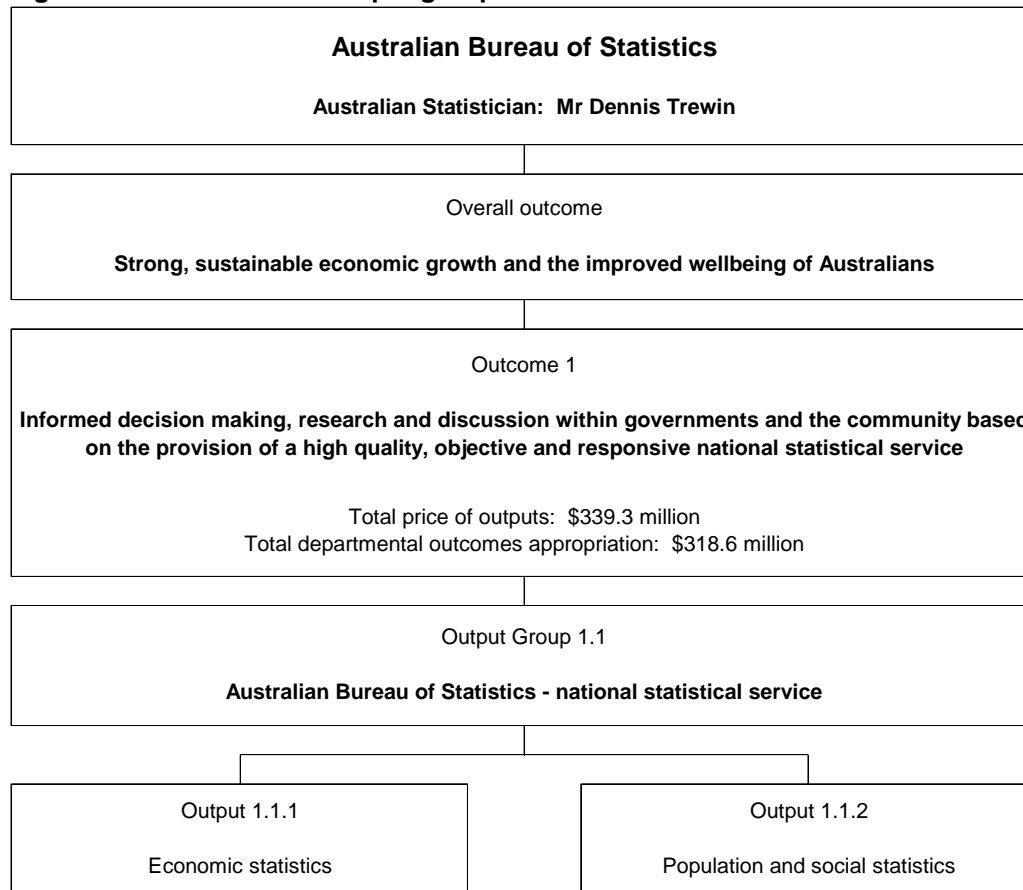 Australian Bureau of Statistics
Australian Statistician: Mr Dennis Trewin
Overall outcome
Strong, sustainable economic growth and the improved wellbeing of Australians
Outcome 1
Informed decision making, research and discussion within governments and the community based
on the provision of a high quality, objective and responsive national statistical service
Total price of outputs: $339.3 million
Total departmental outcomes appropriation: $318.6 million
Output Group 1.1
Australian Bureau of Statistics - national statistical service
Output 1.1.1
Economic statistics
Output 1.1.2
Population and social statistics